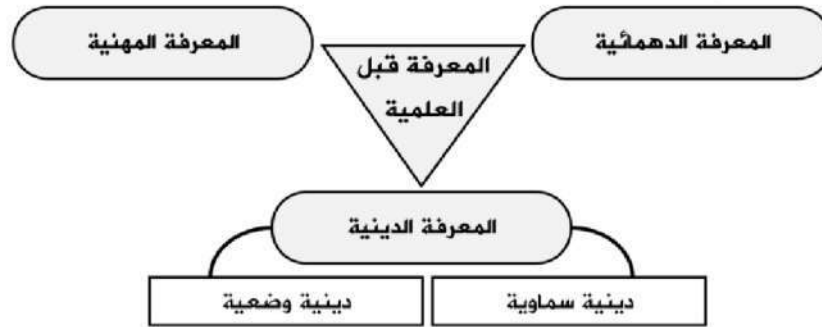 المعرفة الدهمائية
المعرفة المهنية
المعرفة قبل
العلمية
المعرفة الدينية
دينية سماوية
دينية وضعية